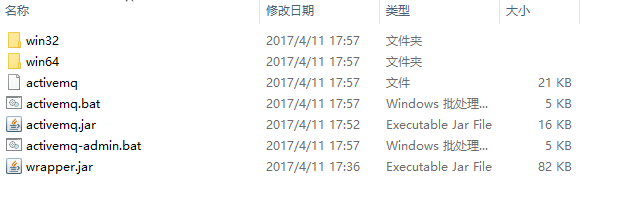 名称 修改日期 类型 大小
win32 2017/4/11 17:57 文件夹
win64 2017/4/11 17:57 文件夹
activemq 2017/4/11 17:57 文件 21 KB
activemq.bat 2017/4/11 17:57 Windows 批处理... 5 KB
activemq.jar 2017/4/11 17:52 Executable Jar File 16 KB
activemq-admin.bat 2017/4/11 17:57 Windows 批处理... 5 KB
wrapper.jar 2017/4/11 17:36 Executable Jar File 82 KB